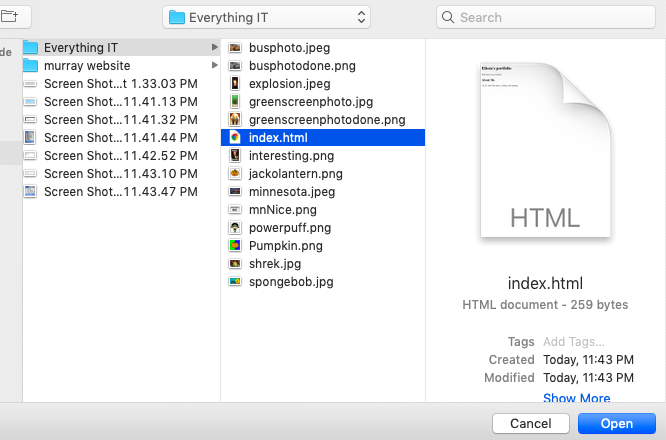 Everything IT
Search
de
Everything IT
murray website
Screen Shot...t 1.33.03 PM
Screen Shot...11.41.13 PM
Screen Shot...11.41.32 PM
Screen Shot...11.41.44 PM
Screen Shot...11.42.52 PM
Screen Shot...11.43.10 PM
Screen Shot...11.43.47 PM
busphoto.jpeg
busphotodone.png
explosion.jpeg
greenscreenphoto.jpg
greenscreenphotodone.png
index.html
interesting.png
jackolantern.png
minnesota.jpeg
mnNice.png
powerpuff.png
Pumpkin.png
shrek.jpg
spongebob.jpg
HTML
index.html
HTML document - 259 bytes
Tags Add Tags...
Created Today, 11:43 PM
Modified Today, 11:43 PM
Show More
Cancel
Open